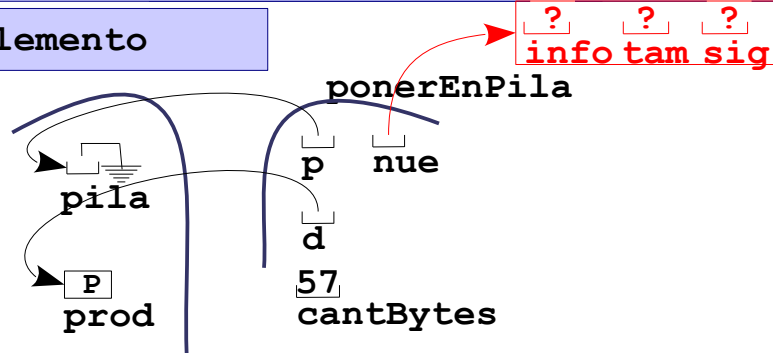 ? ? ?
info tam sig
lemento
ponerEnPila
p nue
pila
d
P
57
prod
cantBytes